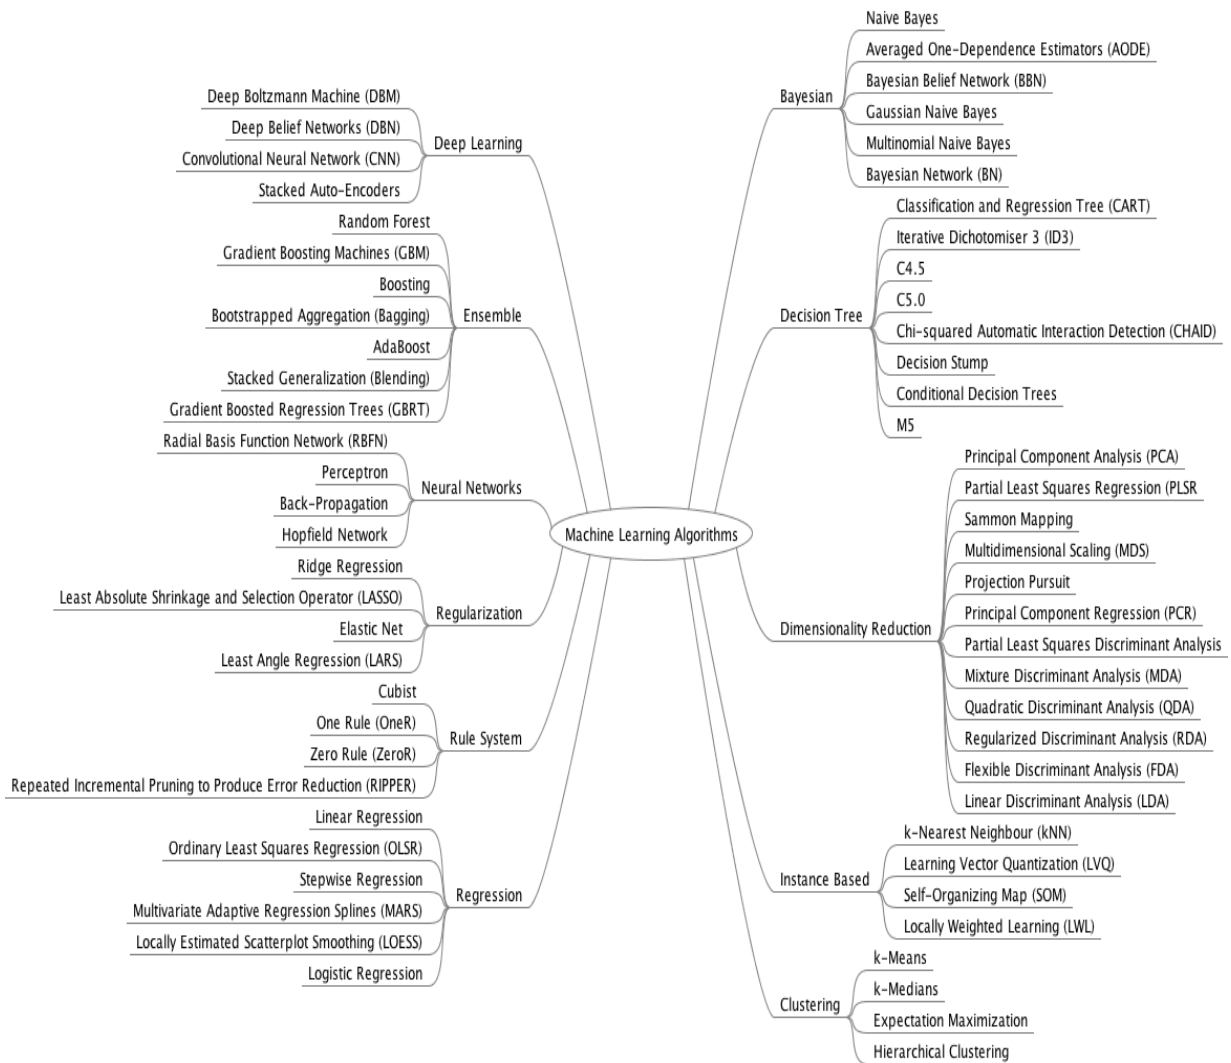 Machine Learning Algorithms
Deep Learning
Deep Boltzmann Machine (DBM)
Deep Belief Networks (DBN)
Convolutional Neural Network (CNN)
Stacked Auto-Encoders
Ensemble
Random Forest
Gradient Boosting Machines (GBM)
Boosting
Bootstrapped Aggregation (Bagging)
AdaBoost
Stacked Generalization (Blending)
Gradient Boosted Regression Trees (GBRT)
Neural Networks
Radial Basis Function Network (RBFN)
Perceptron
Back-Propagation
Hopfield Network
Regularization
Ridge Regression
Least Absolute Shrinkage and Selection Operator (LASSO)
Elastic Net
Least Angle Regression (LARS)
Rule System
Cubist
One Rule (OneR)
Zero Rule (ZeroR)
Repeated Incremental Pruning to Produce Error Reduction (RIPPER)
Regression
Linear Regression
Ordinary Least Squares Regression (OLSR)
Stepwise Regression
Multivariate Adaptive Regression Splines (MARS)
Locally Estimated Scatterplot Smoothing (LOESS)
Logistic Regression
Bayesian
Naive Bayes
Averaged One-Dependence Estimators (AODE)
Bayesian Belief Network (BBN)
Gaussian Naive Bayes
Multinomial Naive Bayes
Bayesian Network (BN)
Decision Tree
Classification and Regression Tree (CART)
Iterative Dichotomiser 3 (ID3)
C4.5
C5.0
Chi-squared Automatic Interaction Detection (CHAID)
Decision Stump
Conditional Decision Trees
M5
Dimensionality Reduction
Principal Component Analysis (PCA)
Partial Least Squares Regression (PLSR
Sammon Mapping
Multidimensional Scaling (MDS)
Projection Pursuit
Principal Component Regression (PCR)
Partial Least Squares Discriminant Analysis
Mixture Discriminant Analysis (MDA)
Quadratic Discriminant Analysis (QDA)
Regularized Discriminant Analysis (RDA)
Flexible Discriminant Analysis (FDA)
Linear Discriminant Analysis (LDA)
Instance Based
k-Nearest Neighbour (kNN)
Learning Vector Quantization (LVQ)
Self-Organizing Map (SOM)
Locally Weighted Learning (LWL)
Clustering
k-Means
k-Medians
Expectation Maximization
Hierarchical Clustering